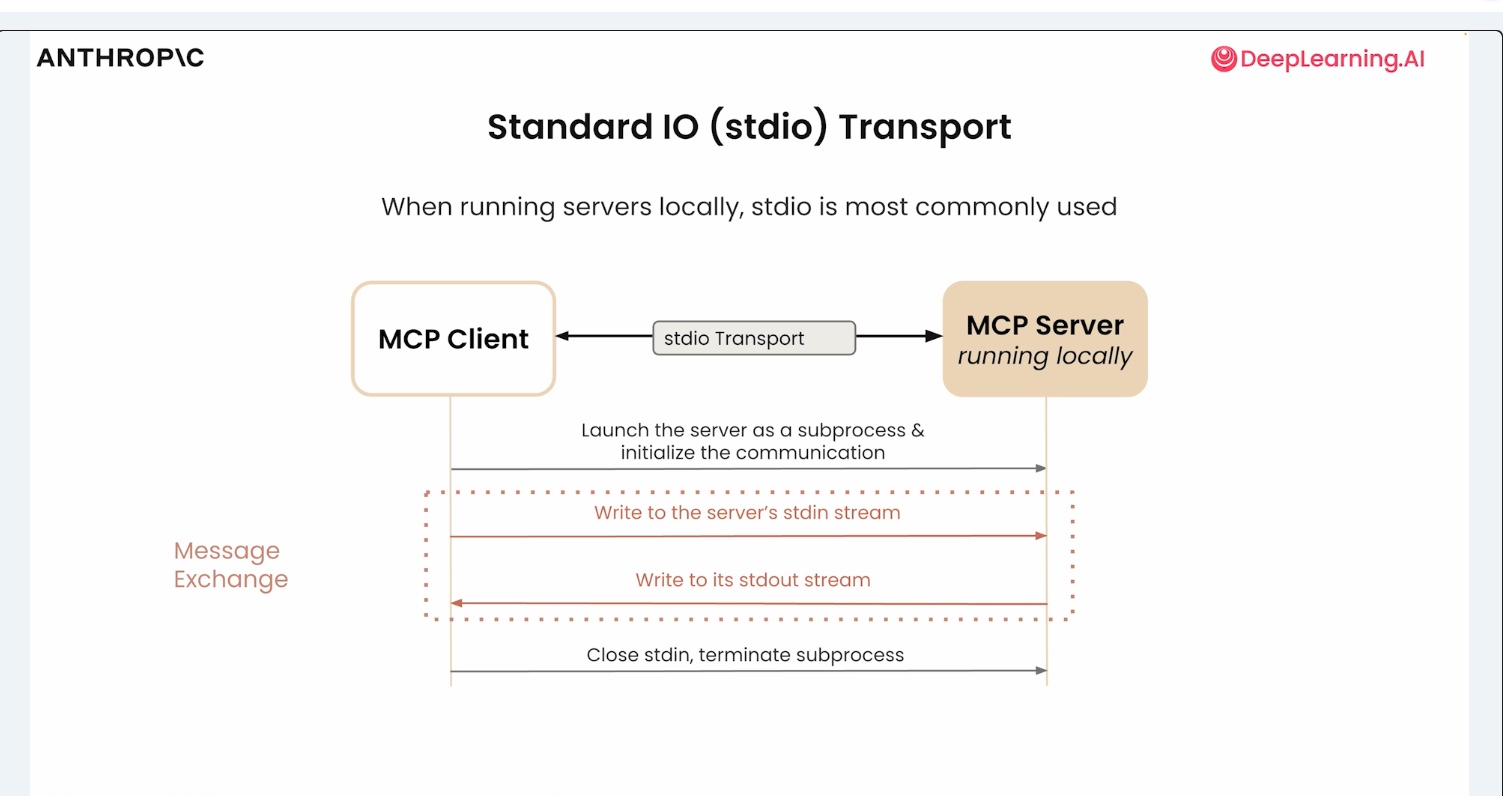 ANTHROP\C
DeepLearning.AI
Standard IO (stdio) Transport
When running servers locally, stdio is most commonly used
MCP Client
stdio Transport
MCP Server
running locally
Launch the server as a subprocess &
initialize the communication
Write to the server’s stdin stream
Message
Exchange
Write to its stdout stream
Close stdin, terminate subprocess